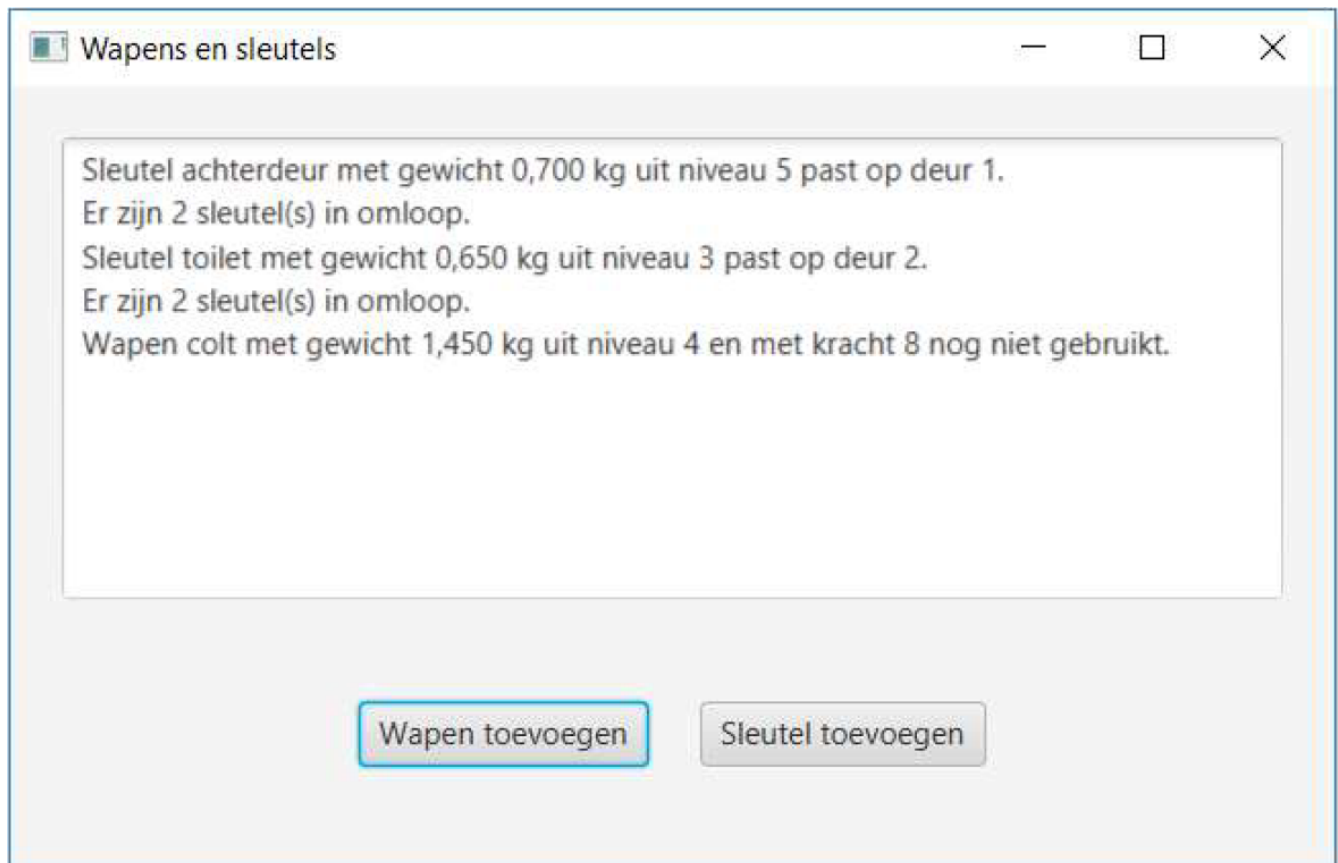 Wapens en sleutels
Sleutel achterdeur met gewicht 0,700 kg uit niveau 5 past op deur 1.
Er zijn 2 sleutel(s) in omloop.
Sleutel toilet met gewicht 0,650 kg uit niveau 3 past op deur 2.
Er zijn 2 sleutel(s) in omloop.
Wapen colt met gewicht 1,450 kg uit niveau 4 en met kracht 8 nog niet gebruikt.
Wapen toevoegen Sleutel toevoegen